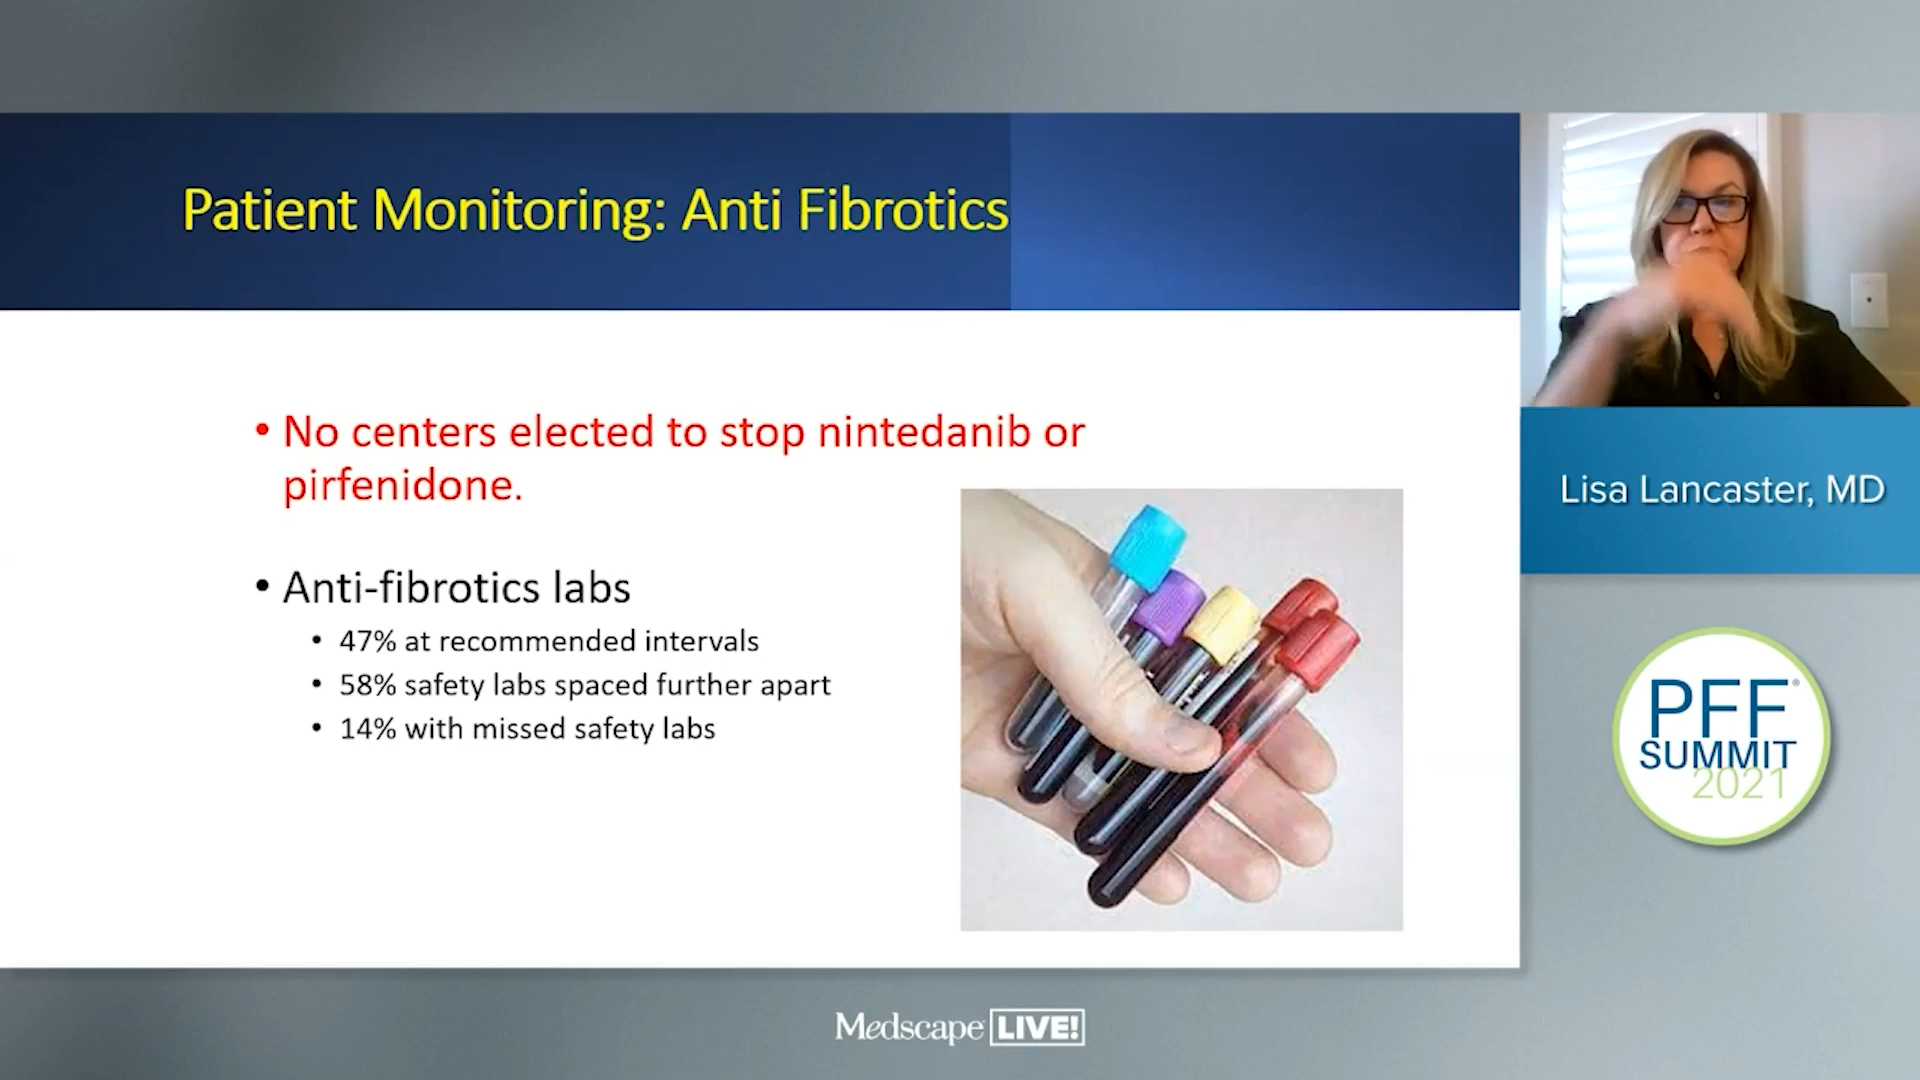 Patient Monitoring: Anti Fibrotics
• No centers elected to stop nintedanib or
pirfenidone.
• Anti-fibrotics labs
• 47% at recommended intervals
• 58% safety labs spaced further apart
• 14% with missed safety labs
Lisa Lancaster, MD
PFF®
SUMMIT
2021
Medscape LIVE!